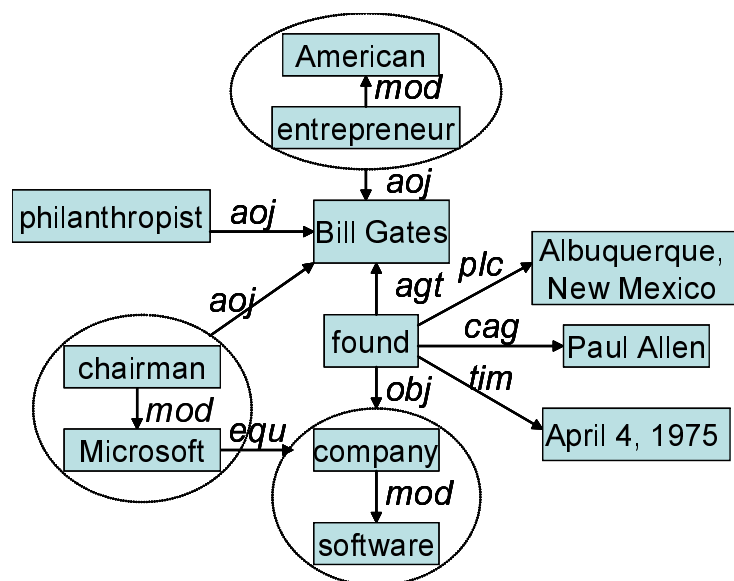 American
mod
entrepreneur
aoj
philanthropist
aoj
Bill Gates
plc
Albuquerque,
New Mexico
aoj
agt
found
cag
Paul Allen
chairman
obj
tim
mod
Microsoft
equ
company
April 4, 1975
mod
software